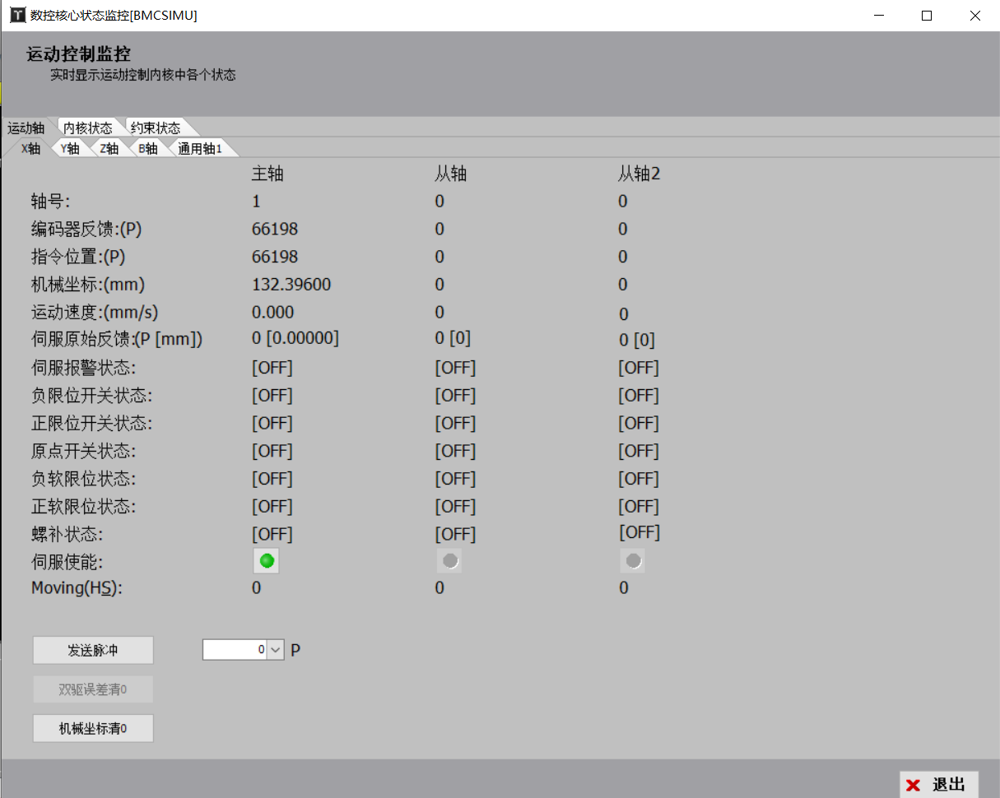 数控核心状态监控[BMCSIMU]
运动控制监控
实时显示运动控制内核中各个状态
运动轴 内核状态 约束状态
X轴 Y轴 Z轴 B轴 通用轴1
主轴 从轴 从轴2
轴号: 1 0 0
编码器反馈:(P) 66198 0 0
指令位置:(P) 66198 0 0
机械坐标:(mm) 132.39600 0 0
运动速度:(mm/s) 0.000 0 0
伺服原始反馈:(P [mm]) 0 [0.00000] 0 [0] 0 [0]
伺服报警状态: [OFF] [OFF] [OFF]
负限位开关状态: [OFF] [OFF] [OFF]
正限位开关状态: [OFF] [OFF] [OFF]
原点开关状态: [OFF] [OFF] [OFF]
负软限位状态: [OFF] [OFF] [OFF]
正软限位状态: [OFF] [OFF] [OFF]
螺补状态: [OFF] [OFF] [OFF]
伺服使能:
Moving(HS): 0 0 0
发送脉冲 0 P
双驱误差清0
机械坐标清0
退出